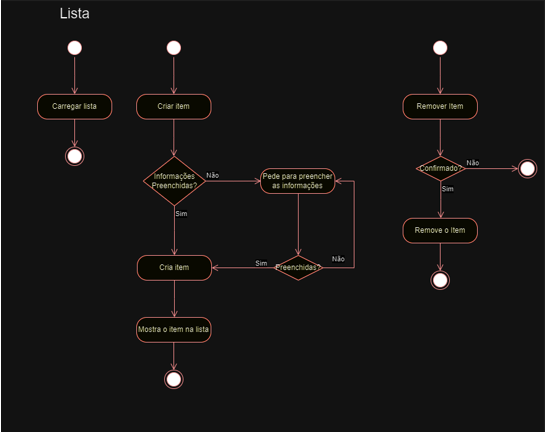 Lista
Carregar lista
Criar item
Informações
Preenchidas?
Não
Sim
Pede para preencher
as informações
Preenchidas?
Sim
Não
Cria item
Mostra o item na lista
Remover Item
Confirmado?
Não
Sim
Remove o Item